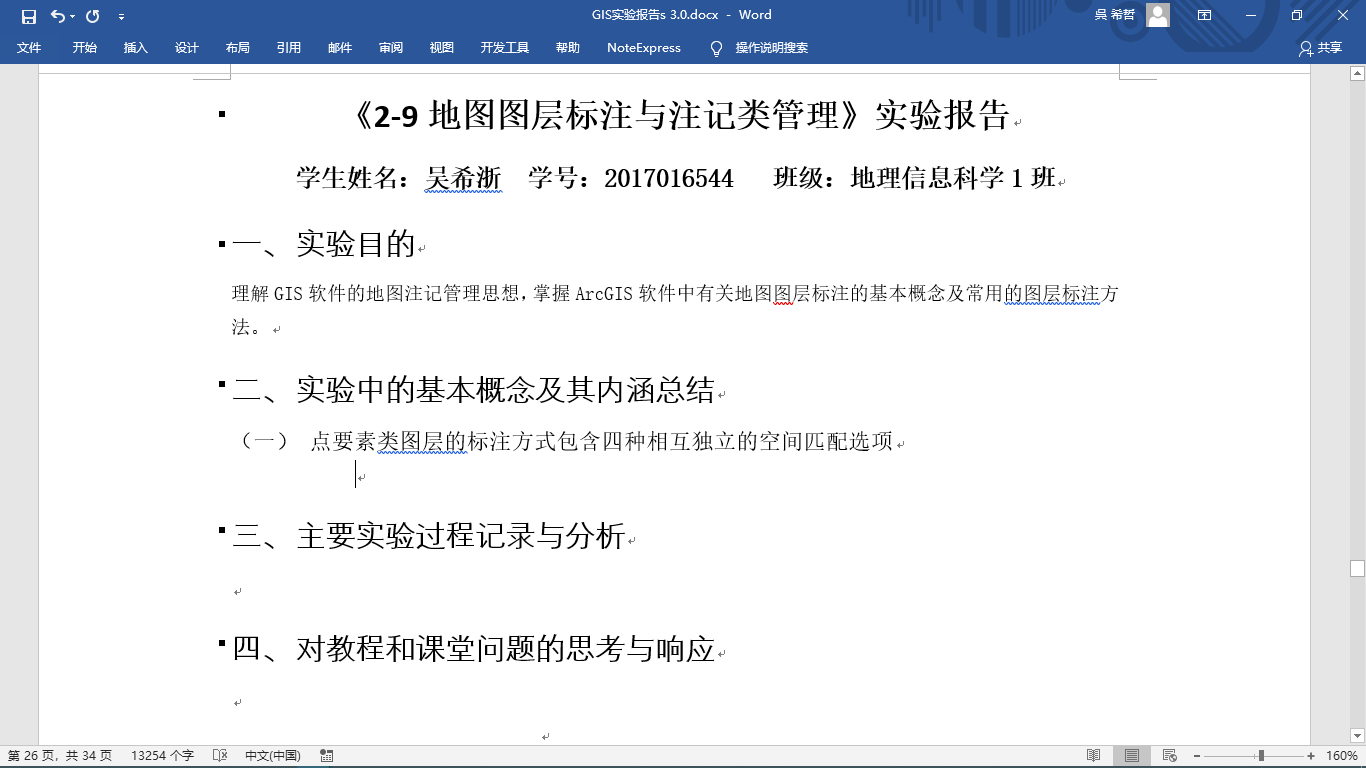 GIS实验报告s 3.0.docx - Word
吳 希哲
文件 开始 插入 设计 布局 引用 邮件 审阅 视图 开发工具 帮助 NoteExpress 操作说明搜索 共享
《2-9 地图图层标注与注记类管理》实验报告
学生姓名：吴希浙 学号：2017016544 班级：地理信息科学 1 班
一、实验目的
理解 GIS 软件的地图注记管理思想，掌握 ArcGIS 软件中有关地图图层标注的基本概念及常用的图层标注方
法。
二、实验中的基本概念及其内涵总结
（一） 点要素类图层的标注方式包含四种相互独立的空间匹配选项
三、主要实验过程记录与分析
四、对教程和课堂问题的思考与响应
第 26 页，共 34 页 13254 个字 中文(中国) 160%